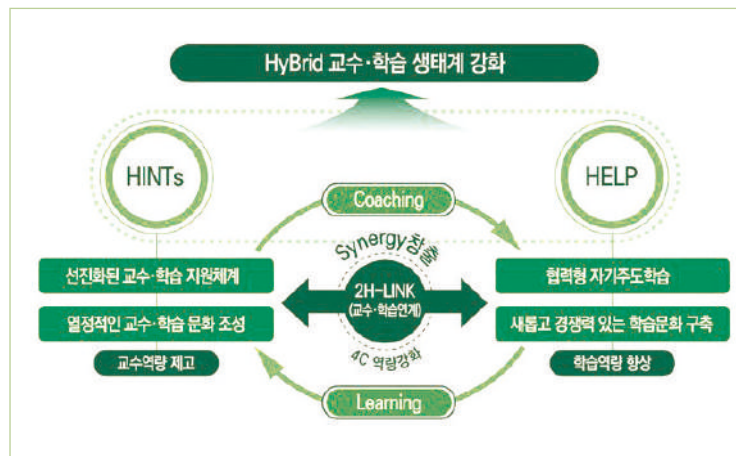 HyBrid 교수·학습 생태계 강화
HINTs
HELP
Coaching
Synergy창출
선진화된 교수·학습 지원체계
협력형 자기주도학습
2H-LINK
(교수·학습연계)
열정적인 교수·학습 문화 조성
새롭고 경쟁력 있는 학습문화 구축
4C 역량강화
교수역량 제고
학습역량 향상
Learning